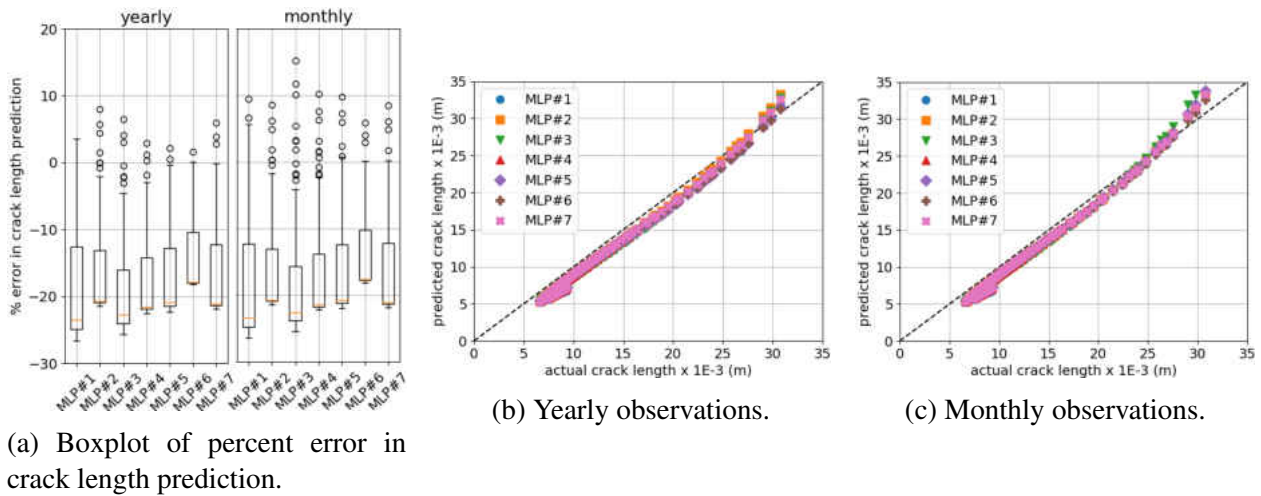 yearly
monthly
% error in crack length prediction
20
10
0
−10
−20
−30
MLP#1
MLP#2
MLP#3
MLP#4
MLP#5
MLP#6
MLP#7
MLP#1
MLP#2
MLP#3
MLP#4
MLP#5
MLP#6
MLP#7
(a) Boxplot of percent error in
crack length prediction.
predicted crack length x 1E-3 (m)
35
30
25
20
15
10
5
0
MLP#1
MLP#2
MLP#3
MLP#4
MLP#5
MLP#6
MLP#7
0 5 10 15 20 25 30 35
actual crack length x 1E-3 (m)
(b) Yearly observations.
predicted crack length x 1E-3 (m)
35
30
25
20
15
10
5
0
MLP#1
MLP#2
MLP#3
MLP#4
MLP#5
MLP#6
MLP#7
0 5 10 15 20 25 30 35
actual crack length x 1E-3 (m)
(c) Monthly observations.